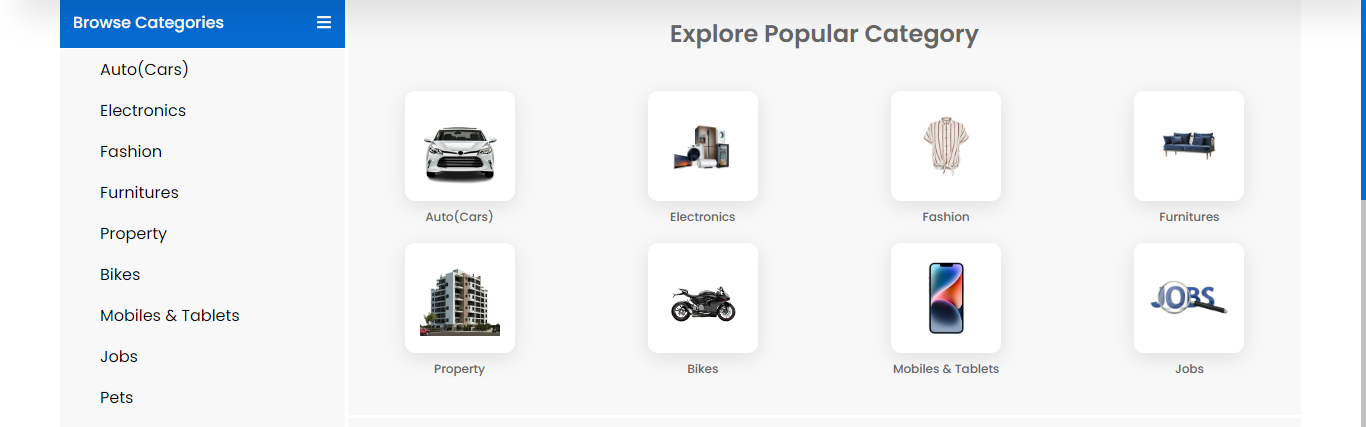 Browse Categories
Auto(Cars)
Electronics
Fashion
Furnitures
Property
Bikes
Mobiles & Tablets
Jobs
Pets
Explore Popular Category
Auto(Cars)
Electronics
Fashion
Furnitures
JOBS
Property
Bikes
Mobiles & Tablets
Jobs